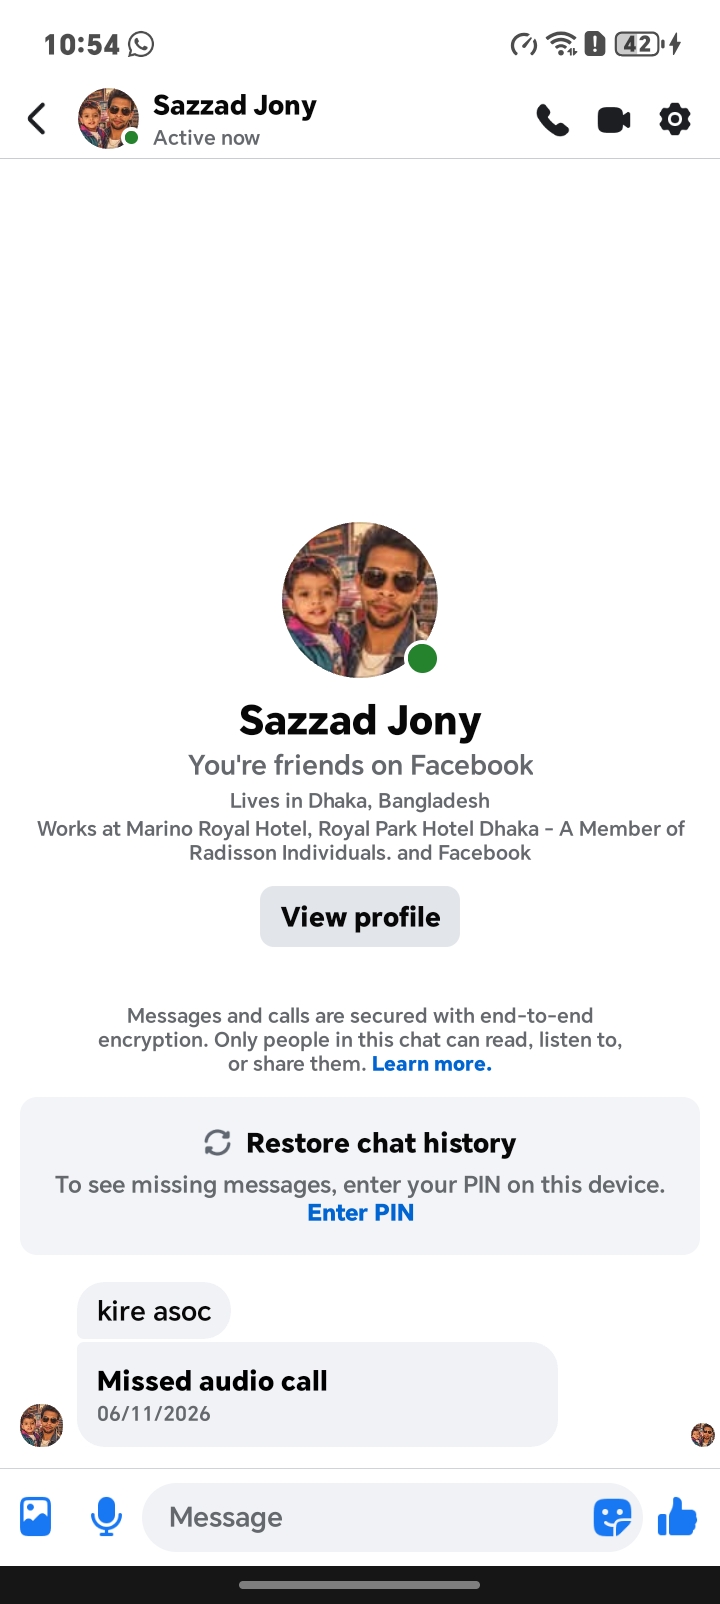 10:54
42
Sazzad Jony
Active now
Sazzad Jony
You're friends on Facebook
Lives in Dhaka, Bangladesh
Works at Marino Royal Hotel, Royal Park Hotel Dhaka - A Member of
Radisson Individuals. and Facebook
View profile
Messages and calls are secured with end-to-end
encryption. Only people in this chat can read, listen to,
or share them. Learn more.
Restore chat history
To see missing messages, enter your PIN on this device.
Enter PIN
kire asoc
Missed audio call
06/11/2026
Message